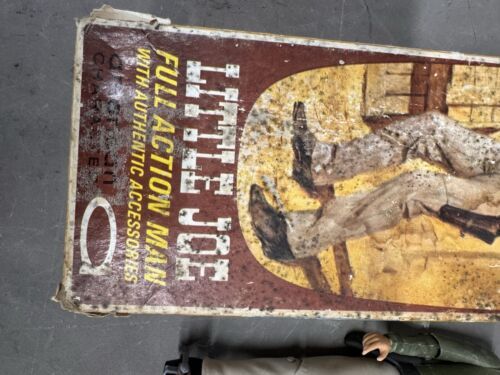 LITTLE JOE
FULL ACTION MAN
WITH AUTHENTIC ACCESSORIES